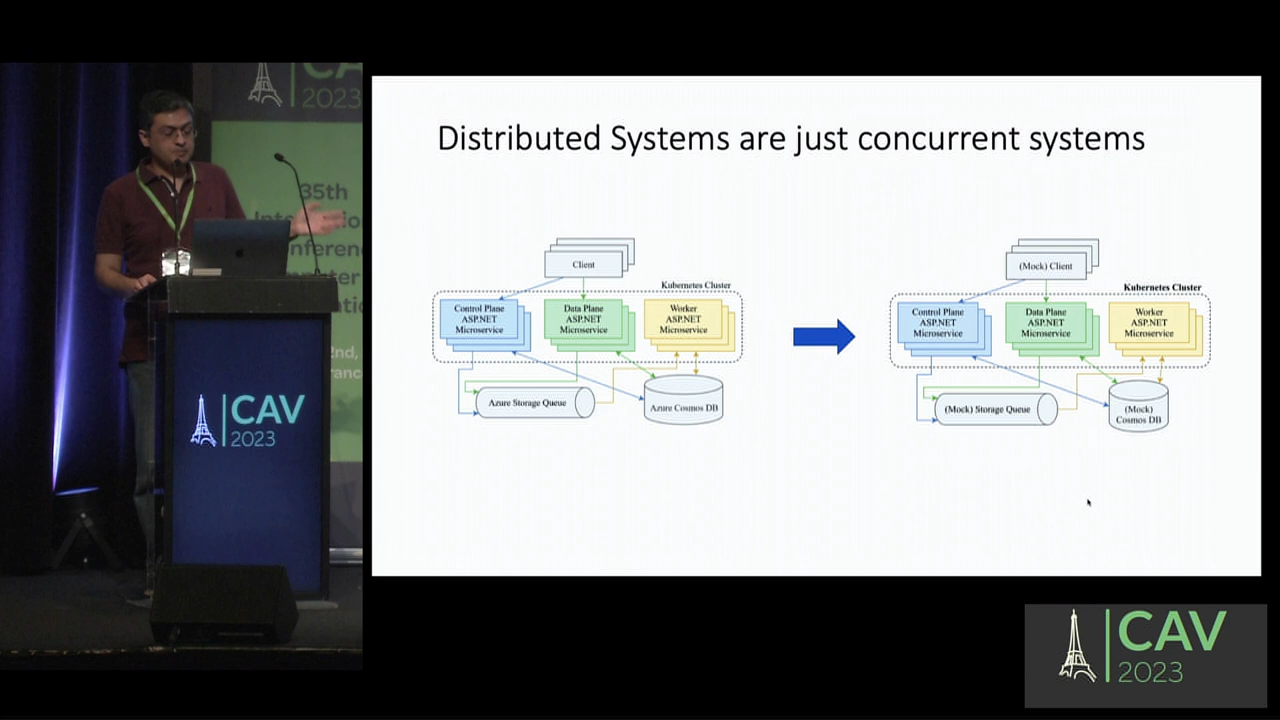 CA
2023
35th
CAV
2023
Distributed Systems are just concurrent systems
Client
Kubernetes Cluster
Control Plane
ASP.NET
Microservice
Data Plane
ASP.NET
Microservice
Worker
ASP.NET
Microservice
Azure Storage Queue
Azure Cosmos DB
(Mock) Client
Kubernetes Cluster
Control Plane
ASP.NET
Microservice
Data Plane
ASP.NET
Microservice
Worker
ASP.NET
Microservice
(Mock) Storage Queue
(Mock)
Cosmos DB
CAV
2023